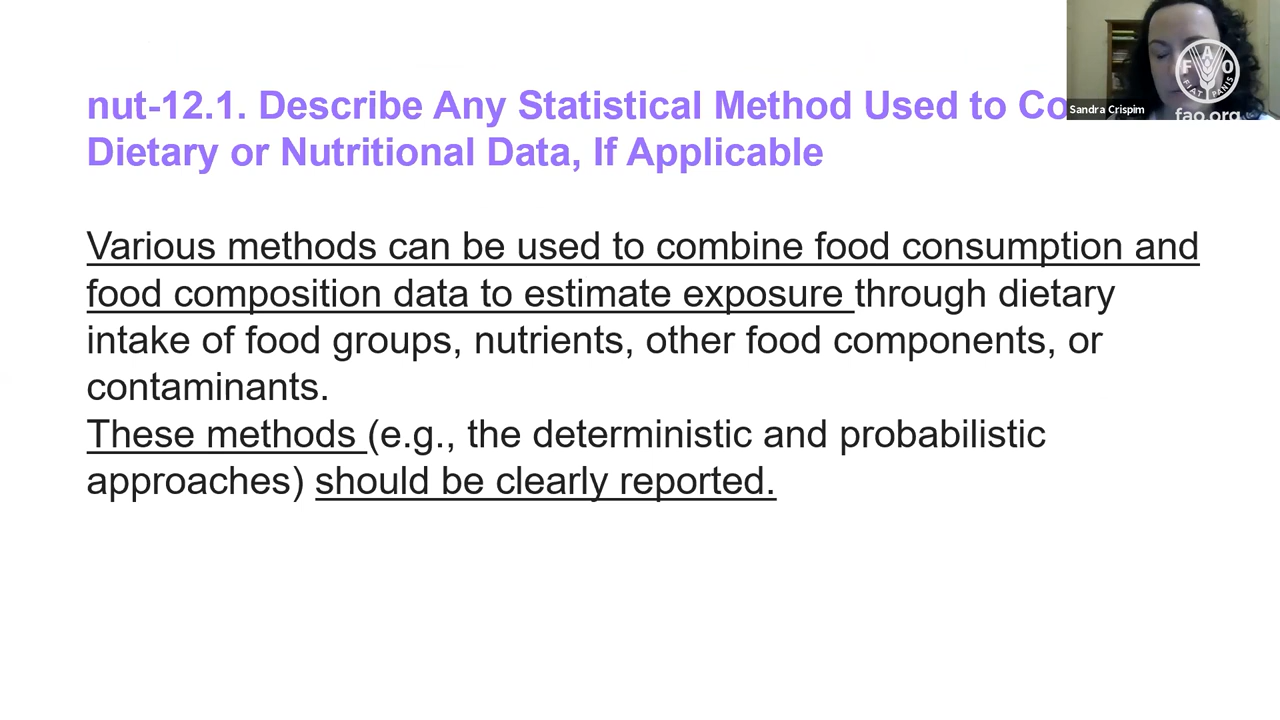 nut-12.1. Describe Any Statistical Method Used to Co
Dietary or Nutritional Data, If Applicable
Sandra Crispim
F A O
FIAT PANIS
fao.org
Various methods can be used to combine food consumption and
food composition data to estimate exposure through dietary
intake of food groups, nutrients, other food components, or
contaminants.
These methods (e.g., the deterministic and probabilistic
approaches) should be clearly reported.